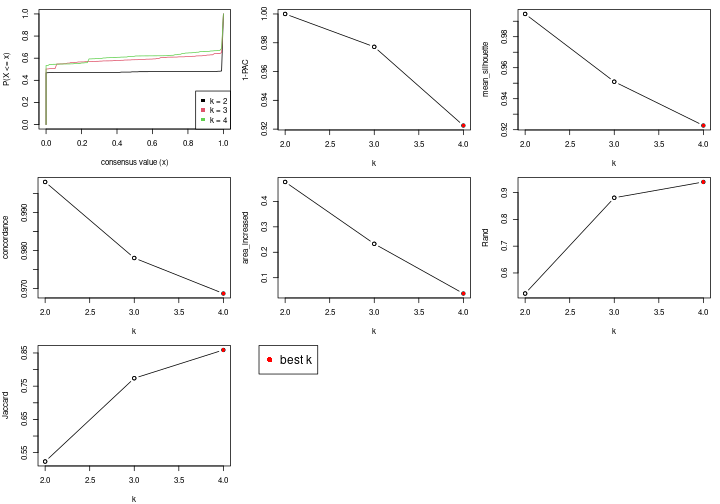 P(X <= x)
0.0 0.2 0.4 0.6 0.8 1.0
k = 2
k = 3
k = 4
0.0 0.2 0.4 0.6 0.8 1.0
consensus value (x)
1-PAC
0.92 0.94 0.96 0.98 1.00
2.0 2.5 3.0 3.5 4.0
k
mean_silhouette
0.92 0.94 0.96 0.98
2.0 2.5 3.0 3.5 4.0
k
concordance
0.970 0.980 0.990
2.0 2.5 3.0 3.5 4.0
k
area_increased
0.1 0.2 0.3 0.4
2.0 2.5 3.0 3.5 4.0
k
Rand
0.6 0.7 0.8 0.9
2.0 2.5 3.0 3.5 4.0
k
Jaccard
0.55 0.65 0.75 0.85
2.0 2.5 3.0 3.5 4.0
k
best k